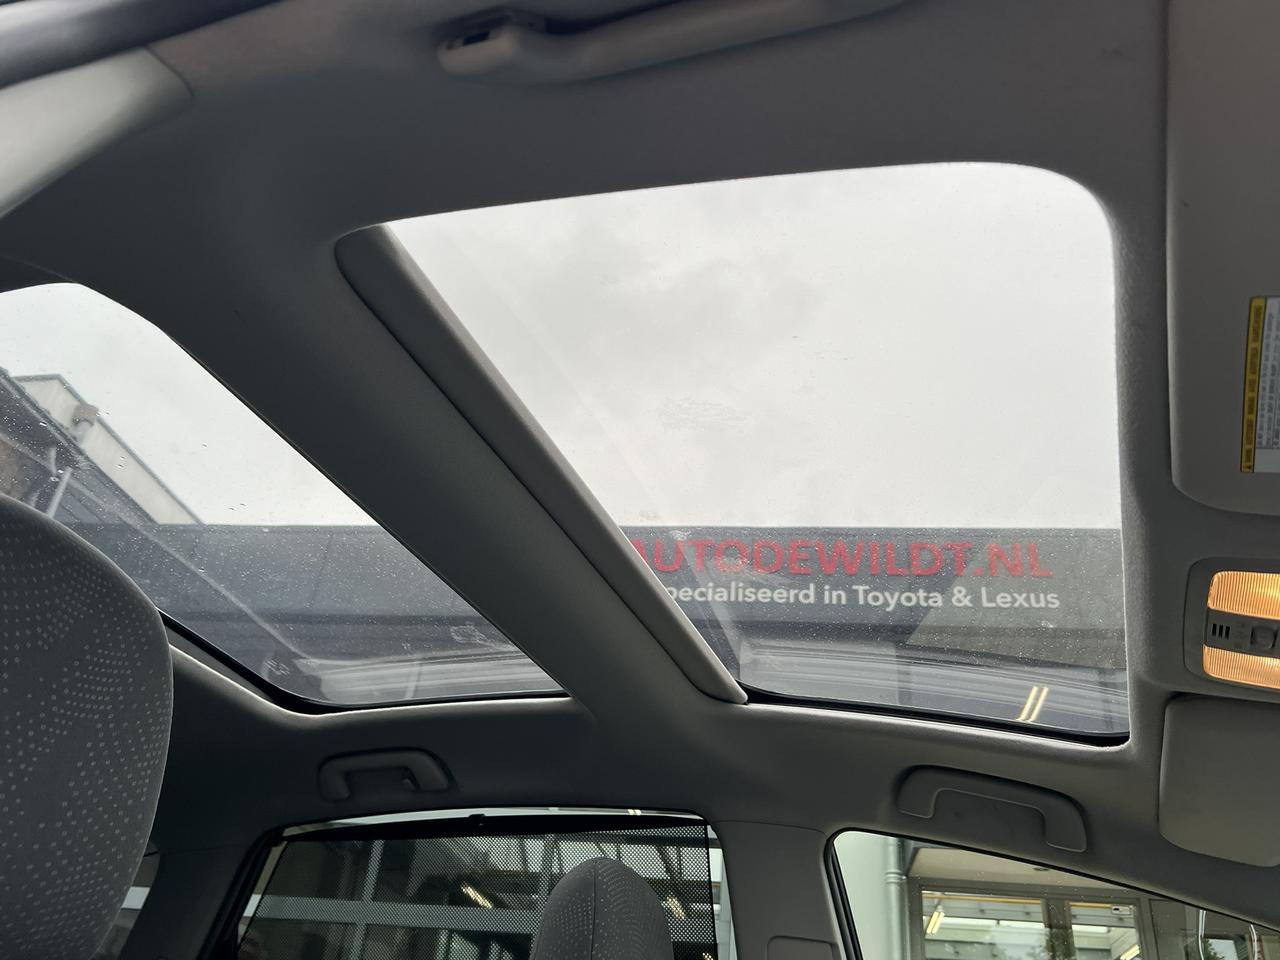 AUTODEWILDT.NL
pecialiseerd in Toyota & Lexus